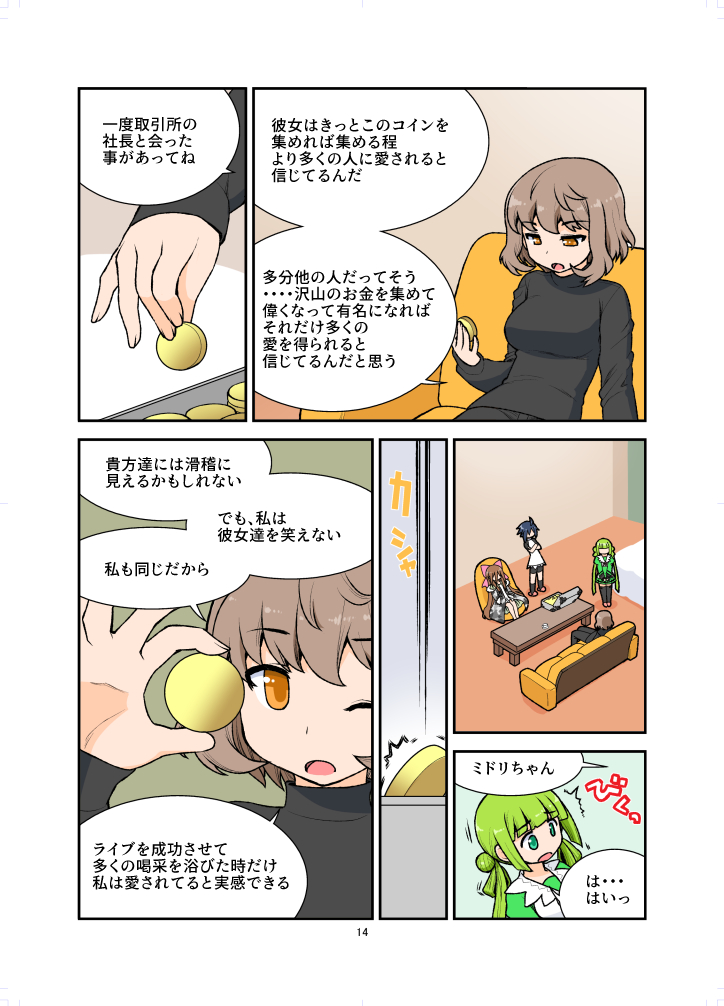 一度取引所の
社長と会った
事があってね
彼女はきっとこのコインを
集めれば集める程
より多くの人に愛されると
信じてるんだ
多分他の人だってそう
・・・・沢山のお金を集めて
偉くなって有名になれば
それだけ多くの
愛を得られると
信じてるんだと思う
貴方達には滑稽に
見えるかもしれない
でも、私は
彼女達を笑えない
私も同じだから
ライブを成功させて
多くの喝采を浴びた時だけ
私は愛されてると実感できる
カシャ
ミドリちゃん
びくっ
は・・・
はいっ
14